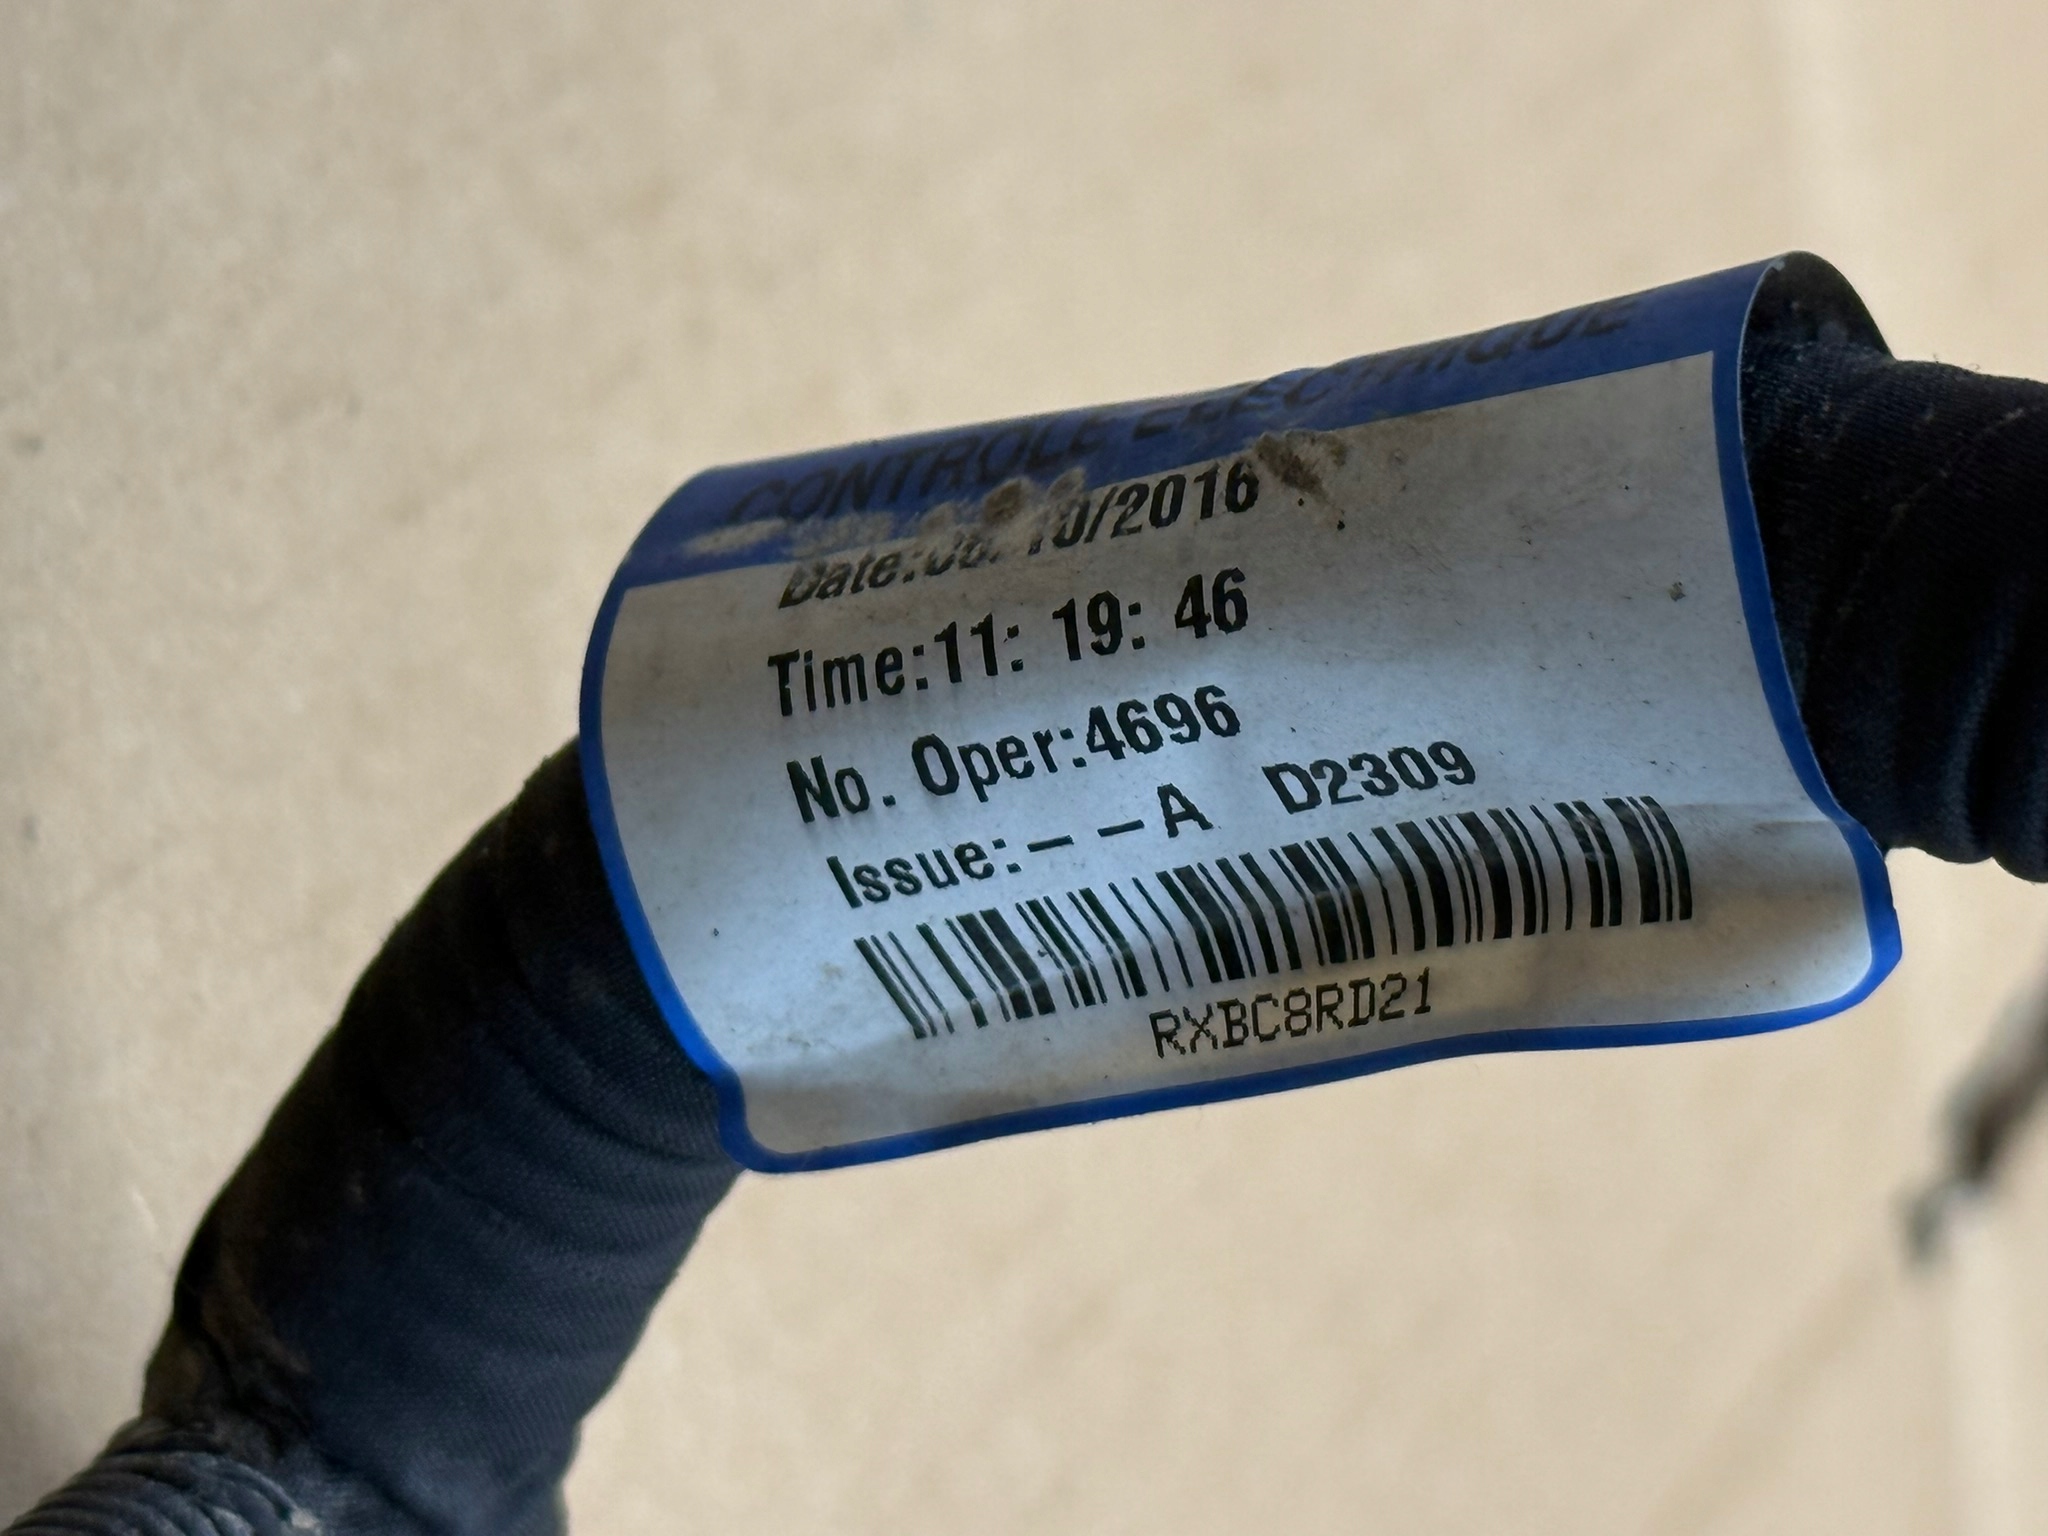 CONTROLE ELECTRIQUE
Time:11: 19: 46
No. Oper:4696
Issue:– –A D2309
RXBC8RD21